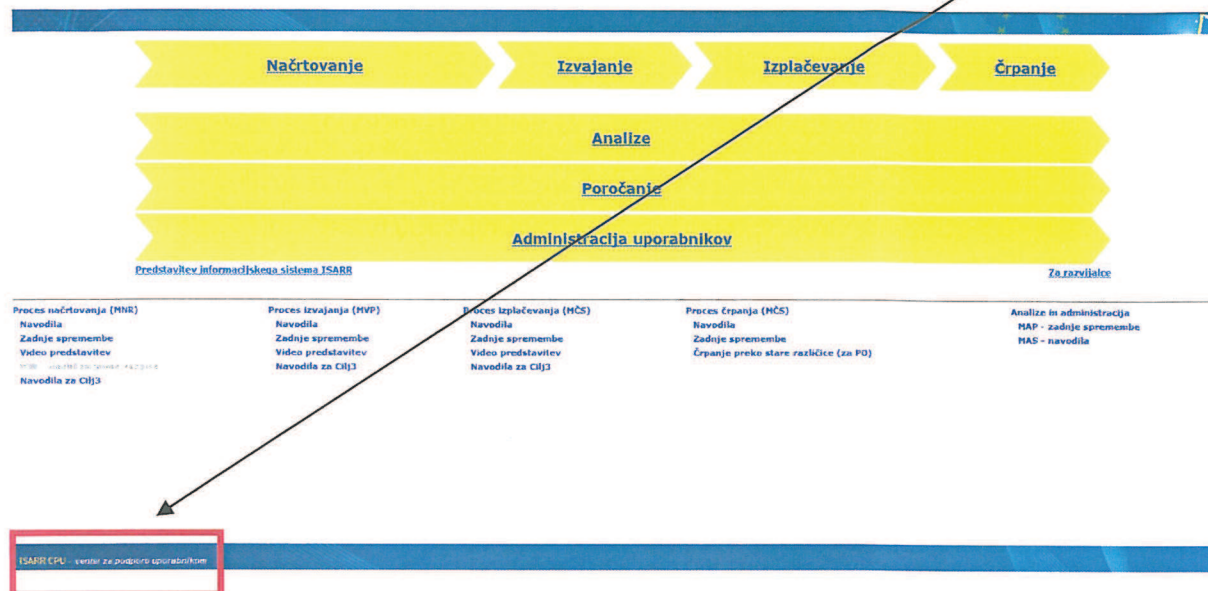 Načrtovanje
Izvajanje
Izplačevanje
Črpanje
Analize
Poročanje
Administracija uporabnikov
Predstavitev informacijskega sistema ISARR
Za razvijalce
Proces načrtovanja (MNR)
Navodila
Zadnje spremembe
Video predstavitev
Navodila za Cilj3
Proces izvajanja (MVP)
Navodila
Zadnje spremembe
Video predstavitev
Navodila za Cilj3
Proces izplačevanja (MČS)
Navodila
Zadnje spremembe
Video predstavitev
Navodila za Cilj3
Proces črpanja (MČS)
Navodila
Zadnje spremembe
Črpanje preko stare različice (za PO)
Analize in administracija
MAP - zadnje spremembe
MAS - navodila
ISARR CPU - center za podporo uporabnikom